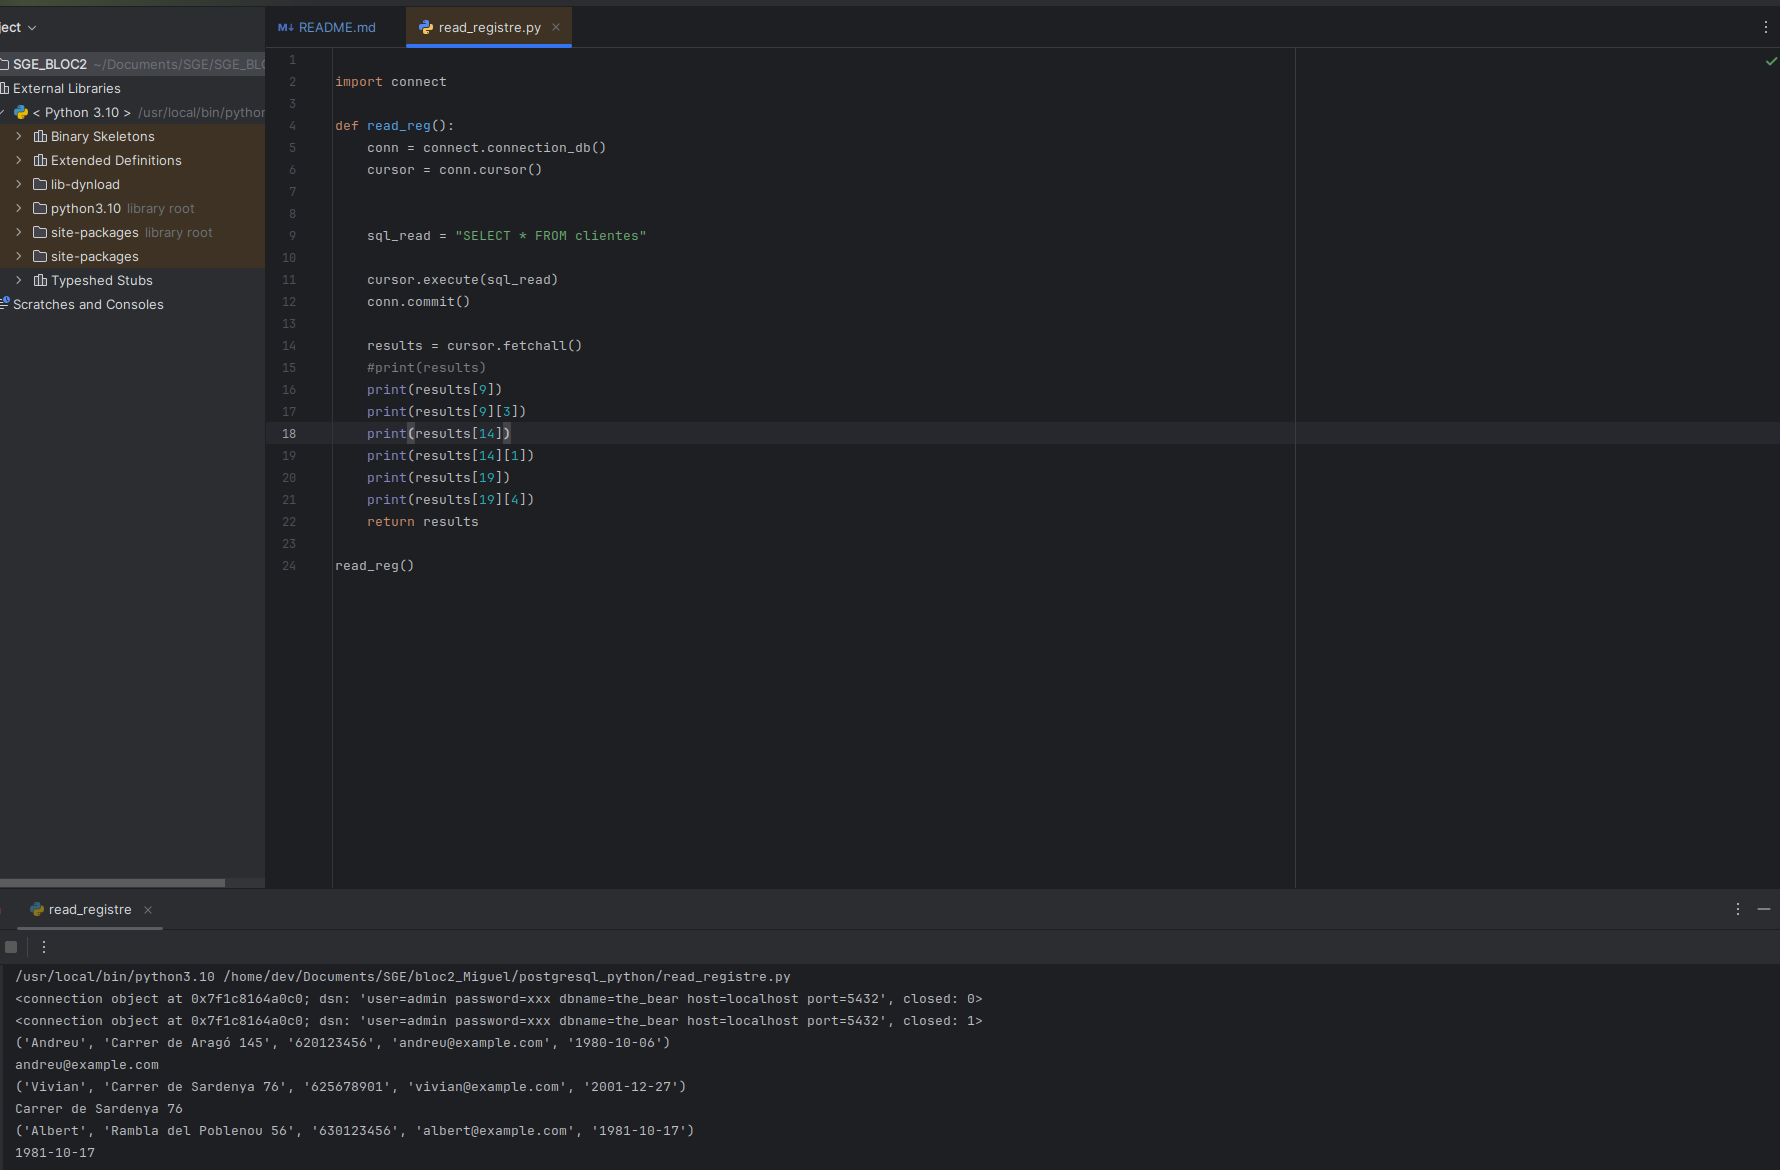 ject
README.md
read_registre.py
SGE_BLOC2 ~/Documents/SGE/SGE_BLO
External Libraries
< Python 3.10 > /usr/local/bin/python
Binary Skeletons
Extended Definitions
lib-dynload
python3.10 library root
site-packages library root
site-packages
Typeshed Stubs
Scratches and Consoles
1
2 import connect
3
4 def read_reg():
5 conn = connect.connection_db()
6 cursor = conn.cursor()
7
8
9 sql_read = "SELECT * FROM clientes"
10
11 cursor.execute(sql_read)
12 conn.commit()
13
14 results = cursor.fetchall()
15 #print(results)
16 print(results[9])
17 print(results[9][3])
18 print(results[14])
19 print(results[14][1])
20 print(results[19])
21 print(results[19][4])
22 return results
23
24 read_reg()
read_registre
/usr/local/bin/python3.10 /home/dev/Documents/SGE/bloc2_Miguel/postgresql_python/read_registre.py
<connection object at 0x7f1c8164a0c0; dsn: 'user=admin password=xxx dbname=the_bear host=localhost port=5432', closed: 0>
<connection object at 0x7f1c8164a0c0; dsn: 'user=admin password=xxx dbname=the_bear host=localhost port=5432', closed: 1>
('Andreu', 'Carrer de Aragó 145', '620123456', 'andreu@example.com', '1980-10-06')
andreu@example.com
('Vivian', 'Carrer de Sardenya 76', '625678901', 'vivian@example.com', '2001-12-27')
Carrer de Sardenya 76
('Albert', 'Rambla del Poblenou 56', '630123456', 'albert@example.com', '1981-10-17')
1981-10-17